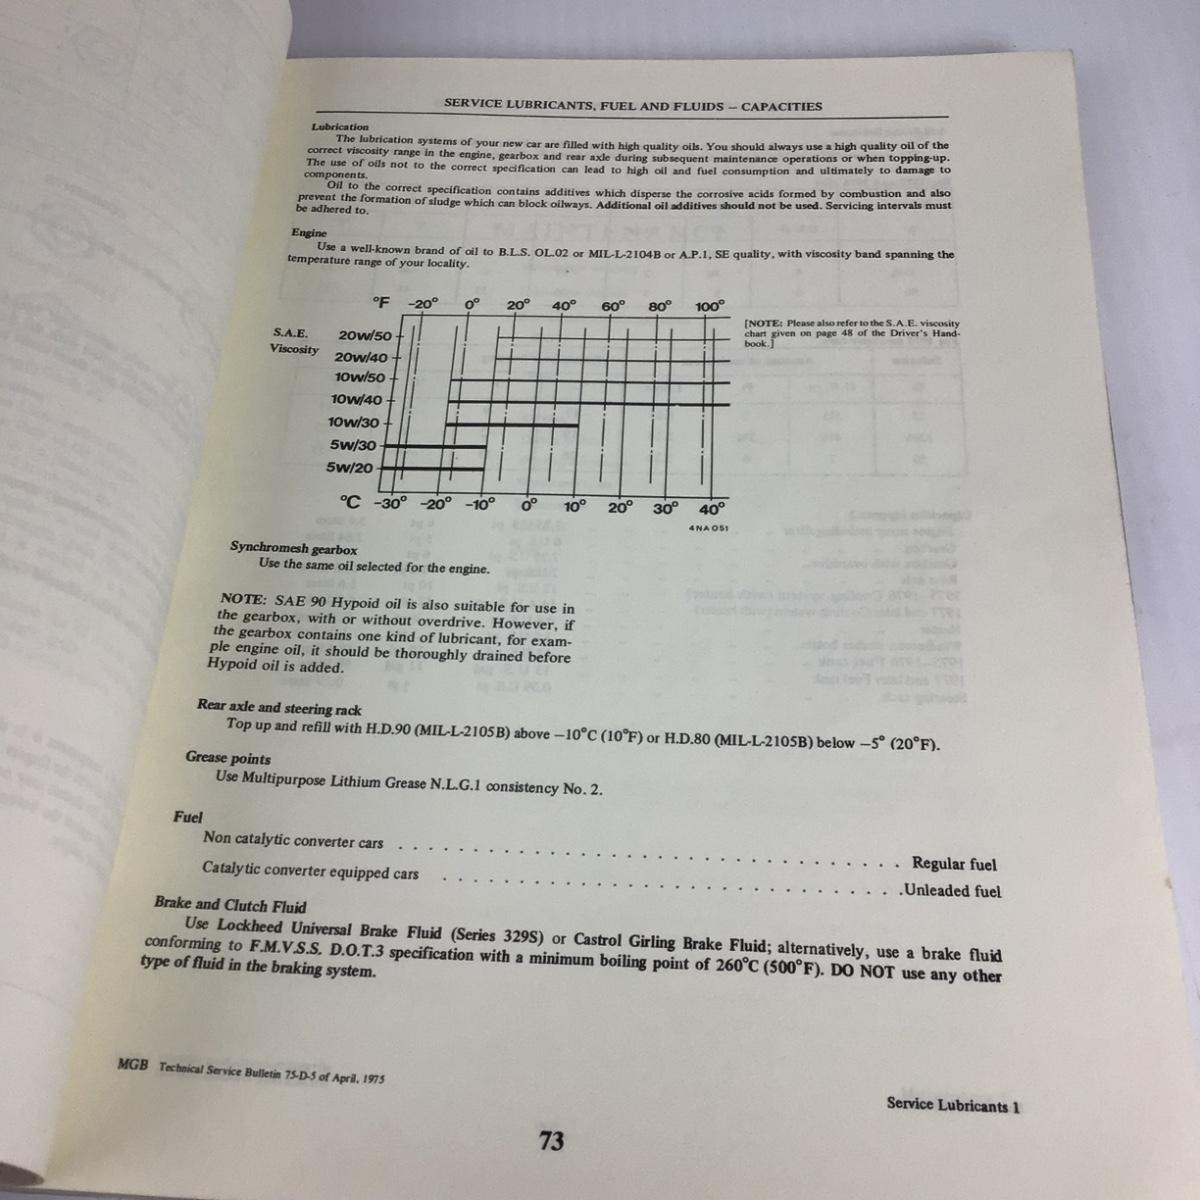 SERVICE LUBRICANTS, FUEL AND FLUIDS – CAPACITIES
Lubrication
The lubrication systems of your new car are filled with high quality oils. You should always use a high quality oil of the
correct viscosity range in the engine, gearbox and rear axle during subsequent maintenance operations or when topping-up.
The use of oils not to the correct specification can lead to high oil and fuel consumption and ultimately to damage to
components.
Oil to the correct specification contains additives which disperse the corrosive acids formed by combustion and also
prevent the formation of sludge which can block oilways. Additional oil additives should not be used. Servicing intervals must
be adhered to.
Engine
Use a well-known brand of oil to B.L.S. OL.02 or MIL-L-2104B or A.P.1, SE quality, with viscosity band spanning the
temperature range of your locality.
°F -20° 0° 20° 40° 60° 80° 100°
S.A.E.
Viscosity
20w/50
20w/40
10w/50
10w/40
10w/30
5w/30
5w/20
°C -30° -20° -10° 0° 10° 20° 30° 40°
4NA051
[NOTE: Please also refer to the S.A.E. viscosity
chart given on page 48 of the Driver's Hand-
book.]
Synchromesh gearbox
Use the same oil selected for the engine.
NOTE: SAE 90 Hypoid oil is also suitable for use in
the gearbox, with or without overdrive. However, if
the gearbox contains one kind of lubricant, for exam-
ple engine oil, it should be thoroughly drained before
Hypoid oil is added.
Rear axle and steering rack
Top up and refill with H.D.90 (MIL-L-2105B) above –10°C (10°F) or H.D.80 (MIL-L-2105B) below –5° (20°F).
Grease points
Use Multipurpose Lithium Grease N.L.G.1 consistency No. 2.
Fuel
Non catalytic converter cars . . . . . . . . . . . . . . . . . . . . . . . . . . . . . Regular fuel
Catalytic converter equipped cars . . . . . . . . . . . . . . . . . . . . . . . . . . .Unleaded fuel
Brake and Clutch Fluid
Use Lockheed Universal Brake Fluid (Series 329S) or Castrol Girling Brake Fluid; alternatively, use a brake fluid
conforming to F.M.V.S.S. D.O.T.3 specification with a minimum boiling point of 260°C (500°F). DO NOT use any other
type of fluid in the braking system.
MGB Technical Service Bulletin 75-D-5 of April, 1975
Service Lubricants 1
73